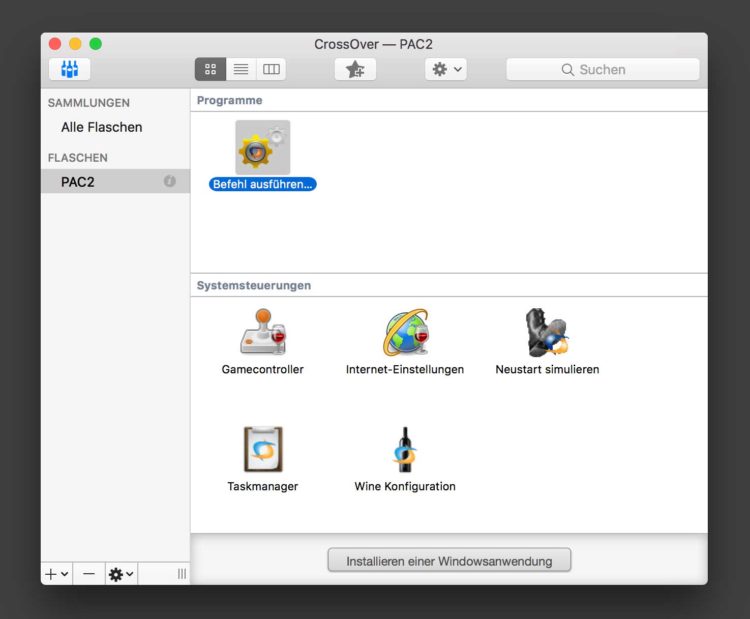 CrossOver — PAC2
Suchen
SAMMLUNGEN
Alle Flaschen
FLASCHEN
PAC2
Programme
Befehl ausführen...
Systemsteuerungen
Gamecontroller
Internet-Einstellungen
Neustart simulieren
Taskmanager
Wine Konfiguration
Installieren einer Windowsanwendung